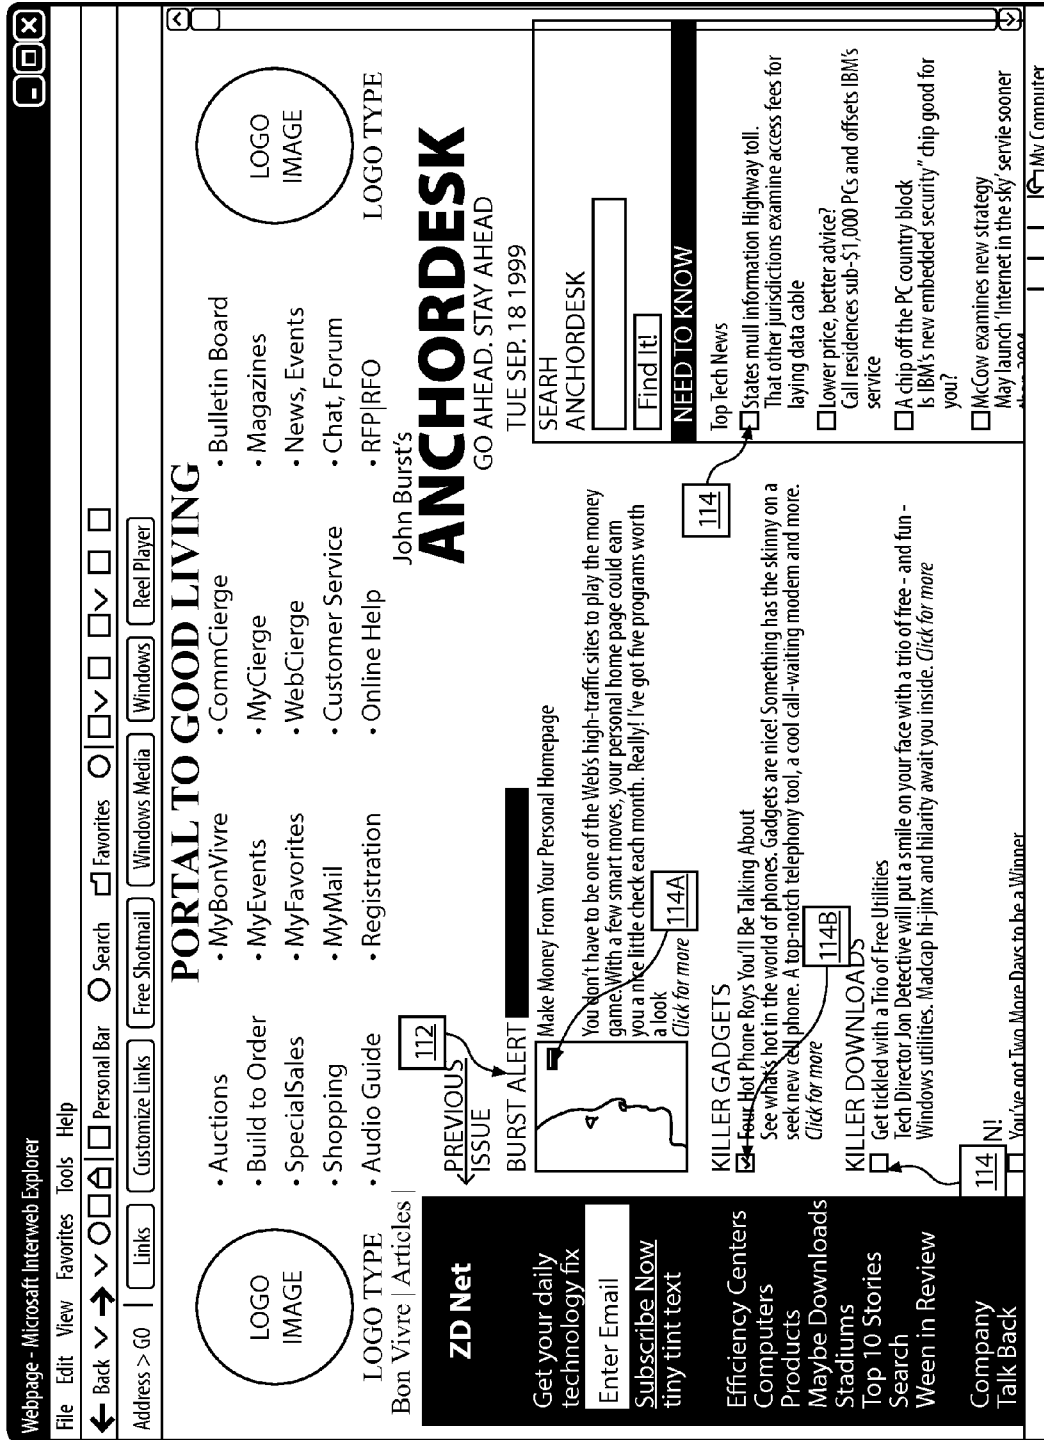 Webpage - Microsaft Interweb Explorer
File Edit View Favorites Tools Help
Back Personal Bar Search Favorites
Address > GO Links Customize Links Free Shotmail Windows Media Windows Reel Player
PORTAL TO GOOD LIVING
LOGO
IMAGE
LOGO TYPE
• Auctions
• Build to Order
• SpecialSales
• Shopping
• Audio Guide
• MyBonVivre
• MyEvents
• MyFavorites
• MyMail
• Registration
• CommCierge
• MyCierge
• WebCierge
• Customer Service
• Online Help
• Bulletin Board
• Magazines
• News, Events
• Chat, Forum
• RFP|RFO
LOGO
IMAGE
LOGO TYPE
Bon Vivre | Articles |
ZD Net
Get your daily
technology fix
Enter Email
Subscribe Now
tiny tint text
Efficiency Centers
Computers
Products
Maybe Downloads
Stadiums
Top 10 Stories
Search
Ween in Review
Company
Talk Back
PREVIOUS
ISSUE
112
John Burst's
ANCHORDESK
GO AHEAD. STAY AHEAD
TUE SEP. 18 1999
BURST ALERT
Make Money From Your Personal Homepage
You don't have to be one of the Web's high-traffic sites to play the money
game. With a few smart moves, your personal home page could earn
you a nice little check each month. Really! I've got five programs worth
a look
Click for more
114A
KILLER GADGETS
Four Hot Phone Roys You'll Be Talking About
See what's hot in the world of phones. Gadgets are nice! Something has the skinny on a
seek new cell phone. A top-notch telephony tool, a cool call-waiting modem and more.
Click for more
114B
KILLER DOWNLOADS
Get tickled with a Trio of Free Utilities
Tech Director Jon Detective will put a smile on your face with a trio of free - and fun -
Windows utilities. Madcap hi-jinx and hilarity await you inside. Click for more
114
N!
You've got Two More Days to be a Winner
SEARH
ANCHORDESK
Find It!
NEED TO KNOW
Top Tech News
114
States mull information Highway toll.
That other jurisdictions examine access fees for
laying data cable
Lower price, better advice?
Call residences sub-$1,000 PCs and offsets IBM's
service
A chip off the PC country block
Is IBM's new embedded security" chip good for
you?
McCow examines new strategy
May launch 'Internet in the sky' servie sooner
My Computer